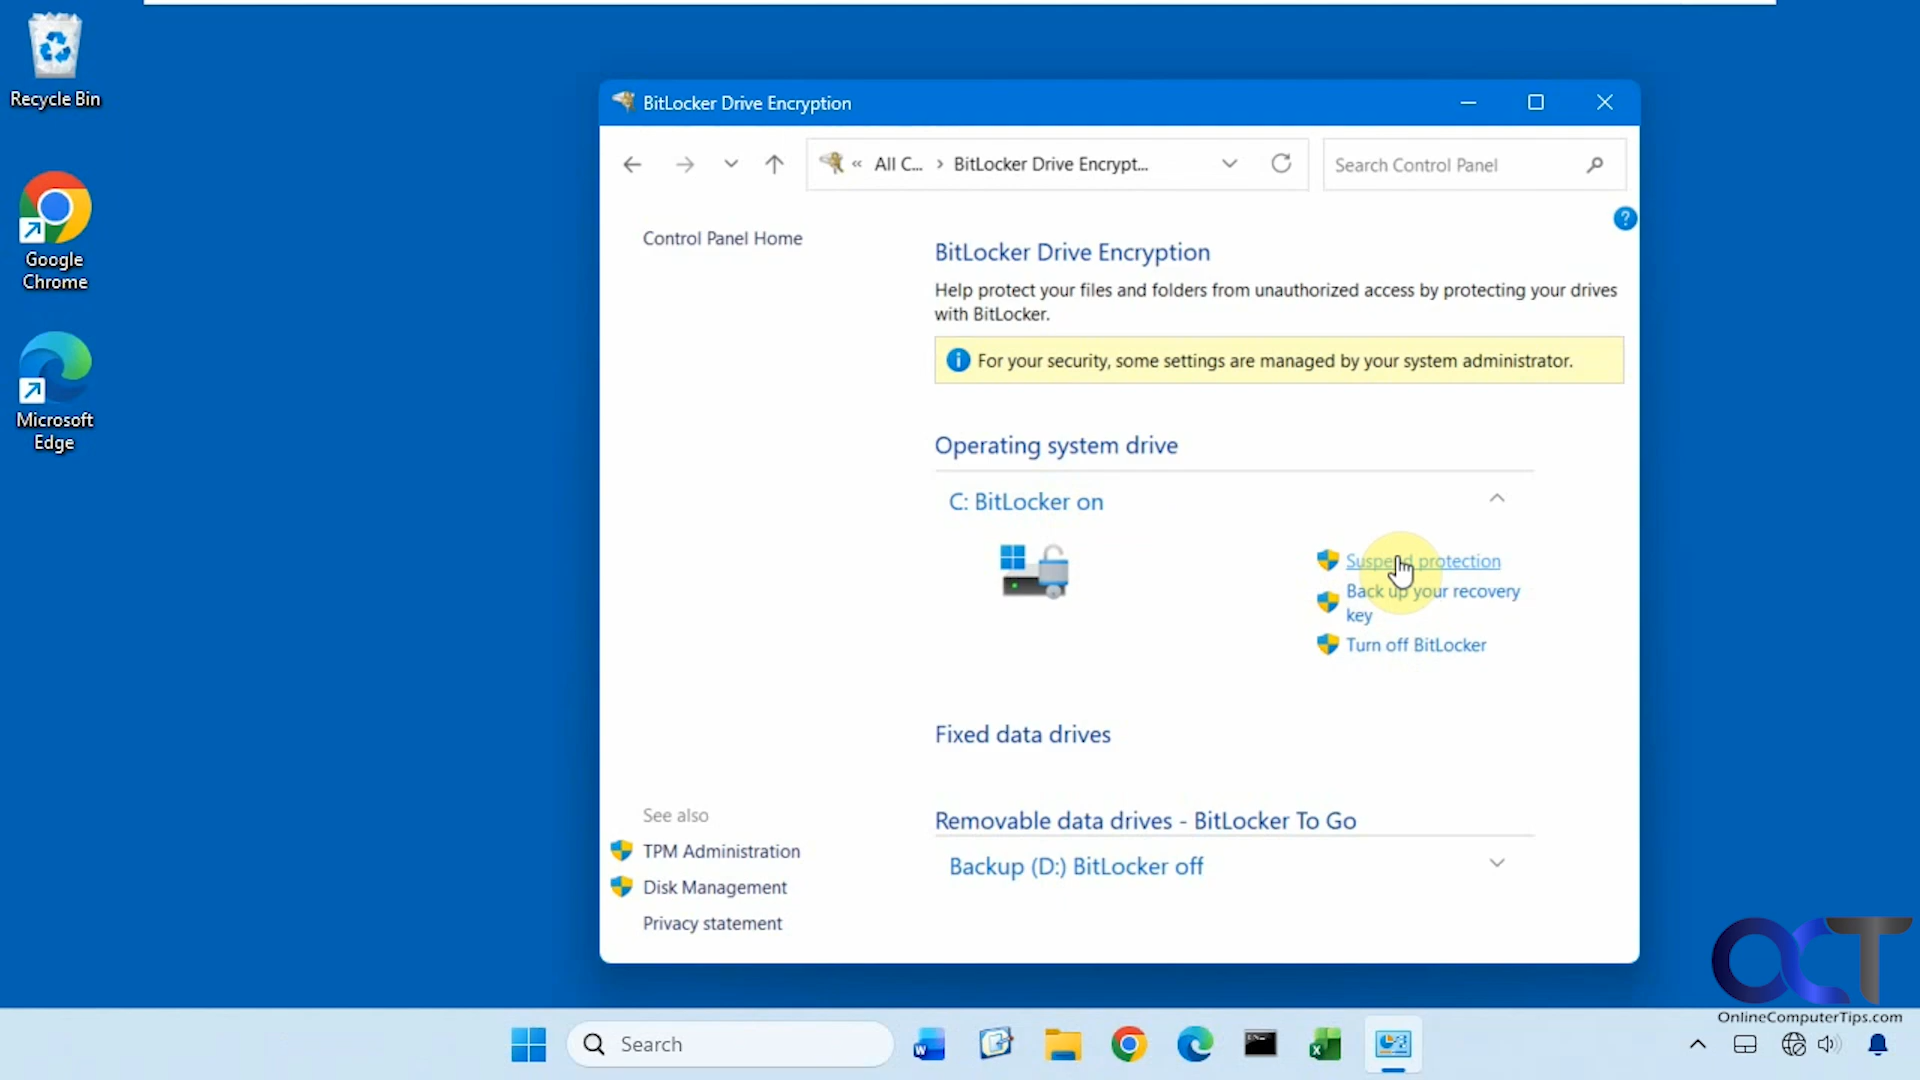 Recycle Bin
Google
Chrome
Microsoft
Edge
BitLocker Drive Encryption
« All C... › BitLocker Drive Encrypt...
Search Control Panel
?
Control Panel Home
BitLocker Drive Encryption
Help protect your files and folders from unauthorized access by protecting your drives
with BitLocker.
For your security, some settings are managed by your system administrator.
Operating system drive
C: BitLocker on
Suspend protection
Back up your recovery
key
Turn off BitLocker
Fixed data drives
Removable data drives - BitLocker To Go
Backup (D:) BitLocker off
See also
TPM Administration
Disk Management
Privacy statement
OCT
OnlineComputerTips.com
Search